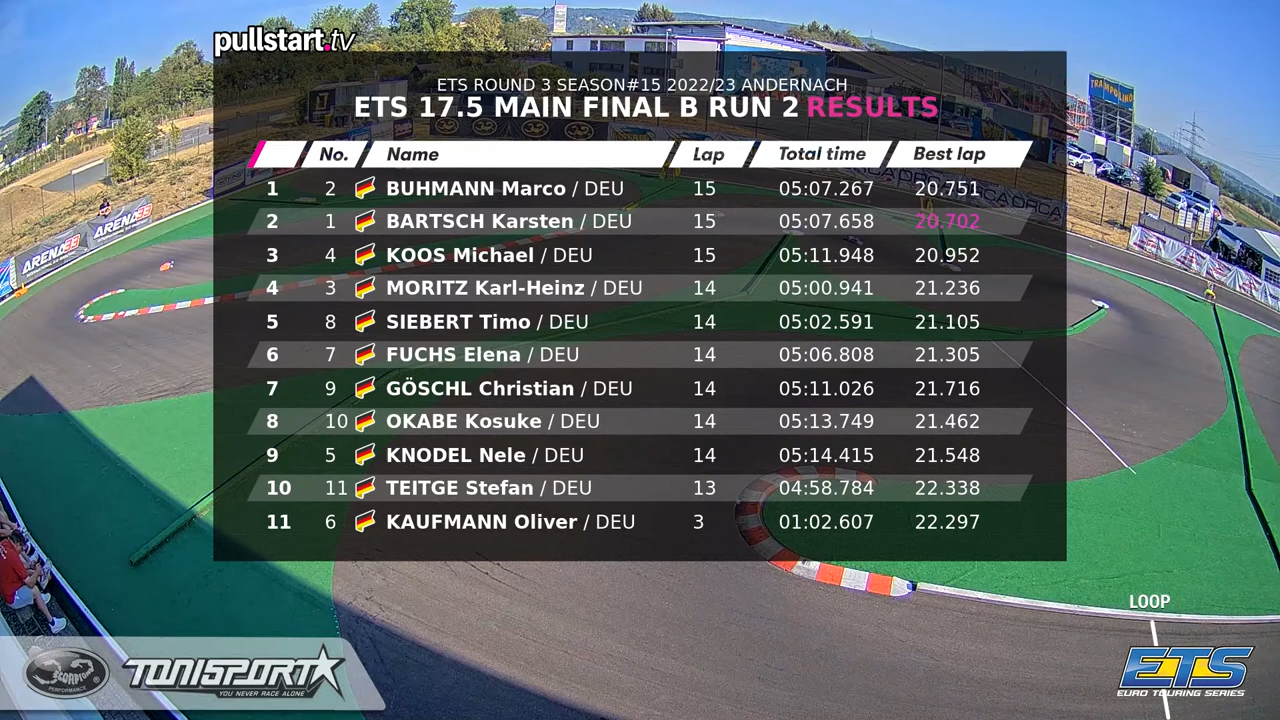 pullstart.tv
ETS ROUND 3 SEASON#15 2022/23 ANDERNACH
ETS 17.5 MAIN FINAL B RUN 2 RESULTS
No. Name Lap Total time Best lap
1 2 BUHMANN Marco / DEU 15 05:07.267 20.751
2 1 BARTSCH Karsten / DEU 15 05:07.658 20.702
3 4 KOOS Michael / DEU 15 05:11.948 20.952
4 3 MORITZ Karl-Heinz / DEU 14 05:00.941 21.236
5 8 SIEBERT Timo / DEU 14 05:02.591 21.105
6 7 FUCHS Elena / DEU 14 05:06.808 21.305
7 9 GÖSCHL Christian / DEU 14 05:11.026 21.716
8 10 OKABE Kosuke / DEU 14 05:13.749 21.462
9 5 KNODEL Nele / DEU 14 05:14.415 21.548
10 11 TEITGE Stefan / DEU 13 04:58.784 22.338
11 6 KAUFMANN Oliver / DEU 3 01:02.607 22.297
TRAMPOLINO
ARENAEE
ARENAEE
ORCA
LOOP
SCORPION
PERFORMANCE
TONISPORT
YOU NEVER RACE ALONE
ETS
EURO TOURING SERIES